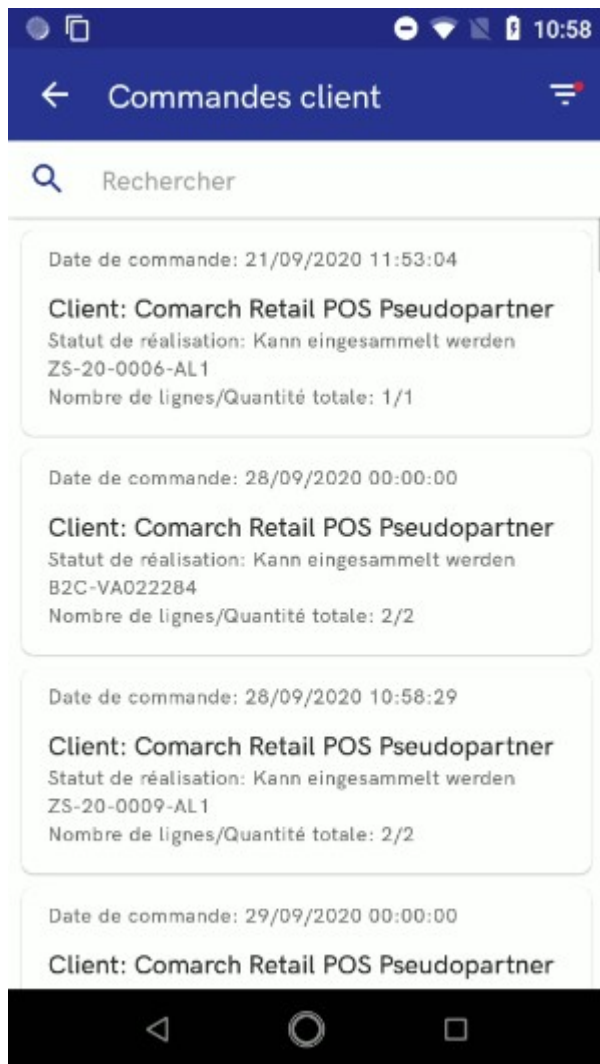 10:58
Commandes client
Rechercher
Date de commande: 21/09/2020 11:53:04
Client: Comarch Retail POS Pseudopartner
Statut de réalisation: Kann eingesammelt werden
ZS-20-0006-AL1
Nombre de lignes/Quantité totale: 1/1
Date de commande: 28/09/2020 00:00:00
Client: Comarch Retail POS Pseudopartner
Statut de réalisation: Kann eingesammelt werden
B2C-VA022284
Nombre de lignes/Quantité totale: 2/2
Date de commande: 28/09/2020 10:58:29
Client: Comarch Retail POS Pseudopartner
Statut de réalisation: Kann eingesammelt werden
ZS-20-0009-AL1
Nombre de lignes/Quantité totale: 2/2
Date de commande: 29/09/2020 00:00:00
Client: Comarch Retail POS Pseudopartner